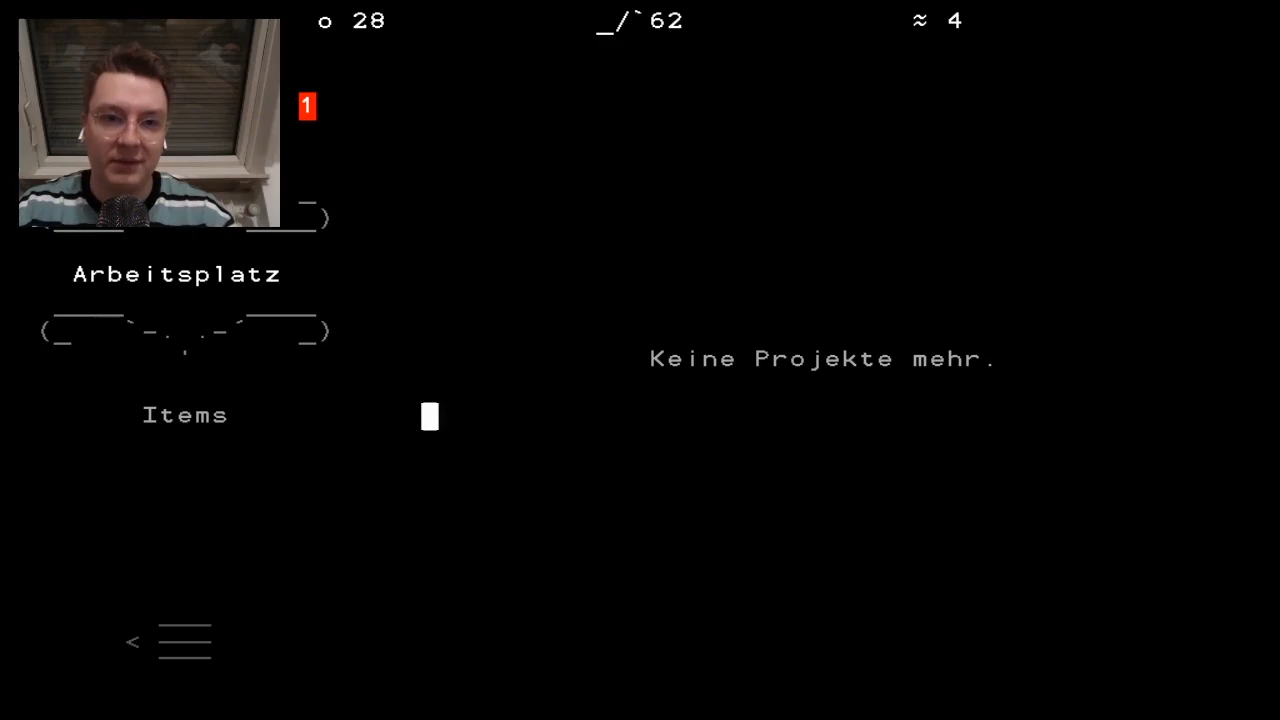 o 28
_/`62
≈ 4
1
Arbeitsplatz
Keine Projekte mehr.
Items
<